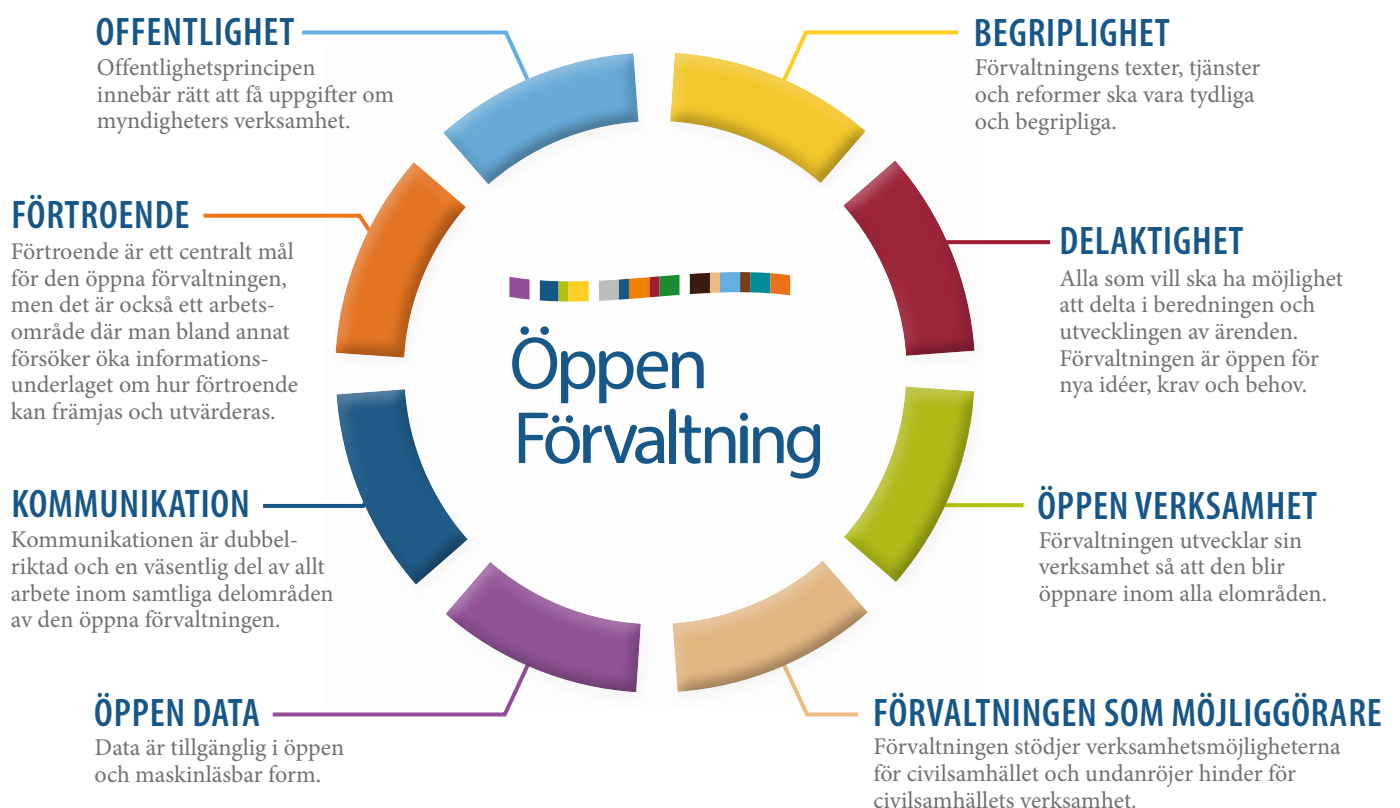 OFFENTLIGHET
Offentlighetsprincipen
innebär rätt att få uppgifter om
myndigheters verksamhet.
BEGRIPLIGHET
Förvaltningens texter, tjänster
och reformer ska vara tydliga
och begripliga.
FÖRTROENDE
Förtroende är ett centralt mål
för den öppna förvaltningen,
men det är också ett arbets-
område där man bland annat
försöker öka informations-
underlaget om hur förtroende
kan främjas och utvärderas.
DELAKTIGHET
Alla som vill ska ha möjlighet
att delta i beredningen och
utvecklingen av ärenden.
Förvaltningen är öppen för
nya idéer, krav och behov.
Öppen
Förvaltning
KOMMUNIKATION
Kommunikationen är dubbel-
riktad och en väsentlig del av allt
arbete inom samtliga delområden
av den öppna förvaltningen.
ÖPPEN VERKSAMHET
Förvaltningen utvecklar sin
verksamhet så att den blir
öppnare inom alla elområden.
ÖPPEN DATA
Data är tillgänglig i öppen
och maskinläsbar form.
FÖRVALTNINGEN SOM MÖJLIGGÖRARE
Förvaltningen stödjer verksamhetsmöjligheterna
för civilsamhället och undanröjer hinder för
civilsamhällets verksamhet.